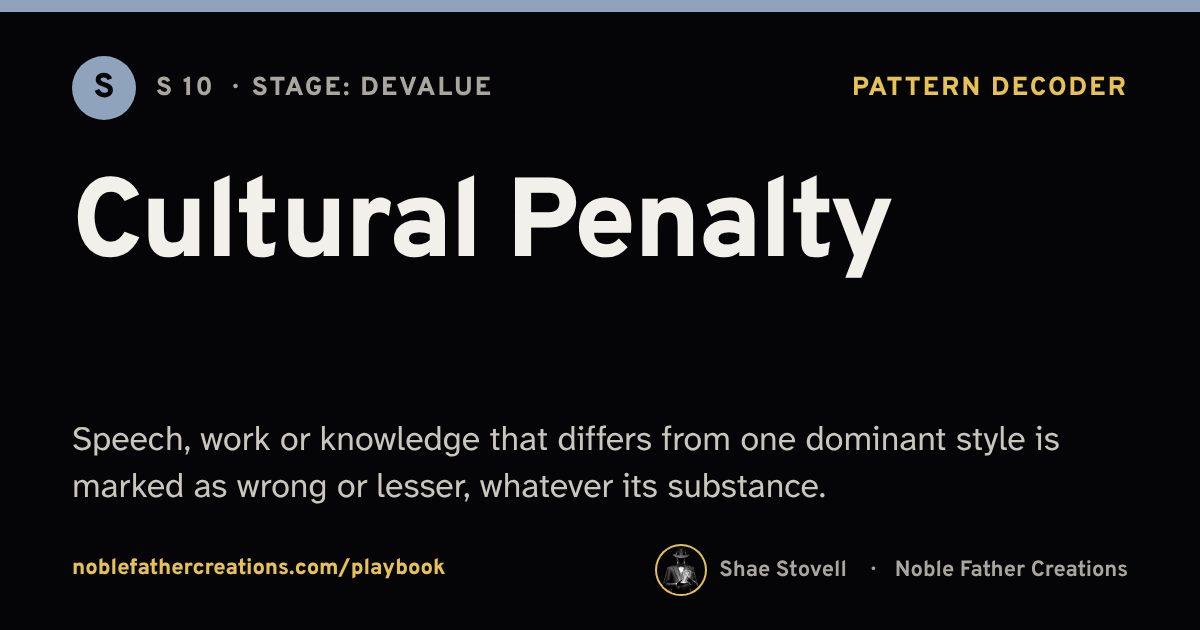 S
S 10 · STAGE: DEVALUE
PATTERN DECODER
Cultural Penalty
Speech, work or knowledge that differs from one dominant style is
marked as wrong or lesser, whatever its substance.
noblefathercreations.com/playbook
Shae Stovell · Noble Father Creations